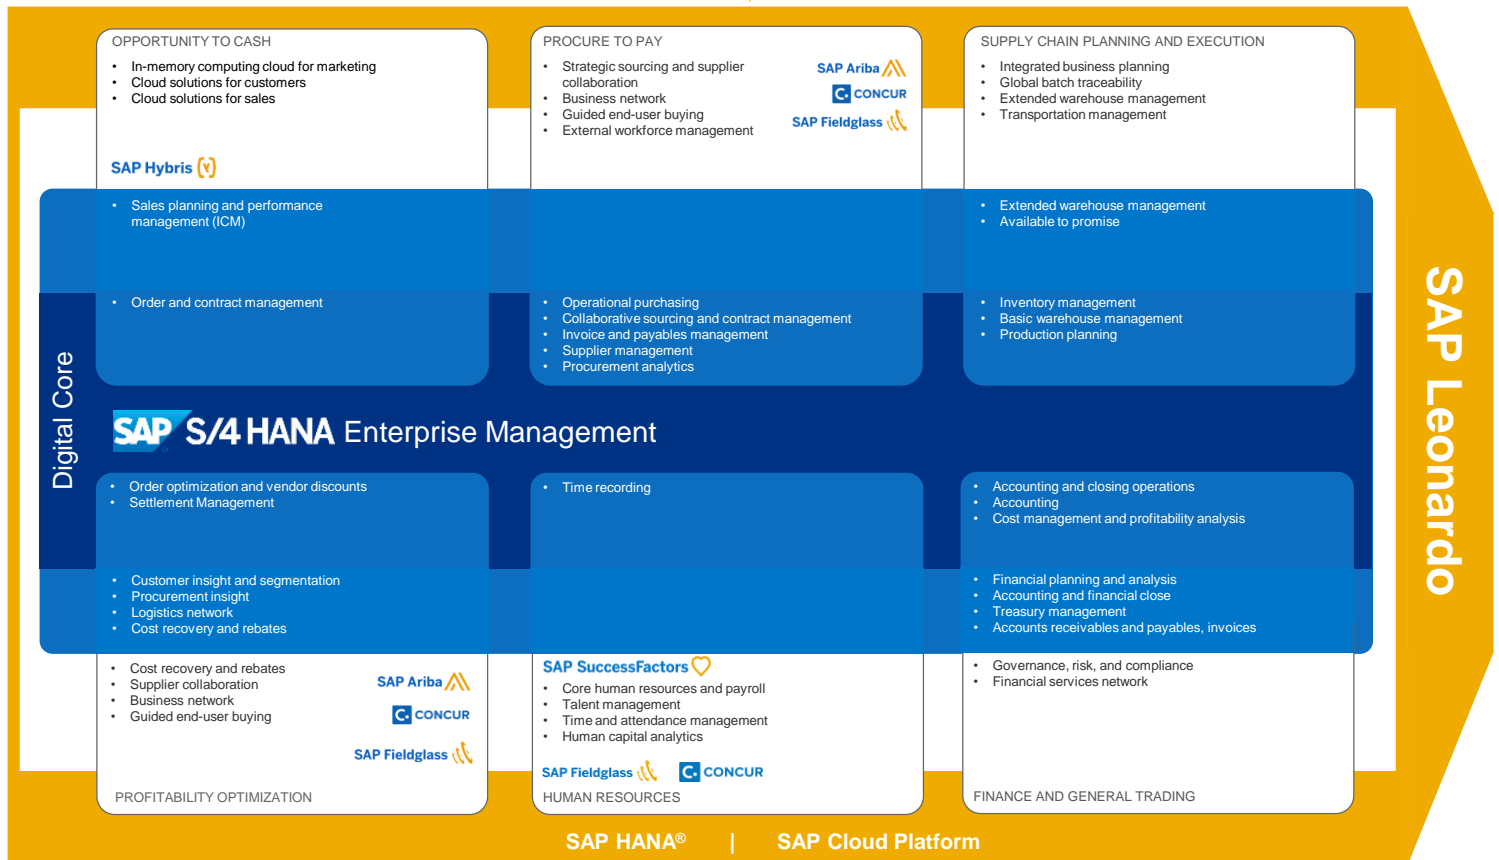 OPPORTUNITY TO CASH
• In-memory computing cloud for marketing
• Cloud solutions for customers
• Cloud solutions for sales
SAP Hybris
• Sales planning and performance
management (ICM)
• Order and contract management
PROCURE TO PAY
• Strategic sourcing and supplier
collaboration
• Business network
• Guided end-user buying
• External workforce management
SAP Ariba
C. CONCUR
SAP Fieldglass
• Operational purchasing
• Collaborative sourcing and contract management
• Invoice and payables management
• Supplier management
• Procurement analytics
SUPPLY CHAIN PLANNING AND EXECUTION
• Integrated business planning
• Global batch traceability
• Extended warehouse management
• Transportation management
• Extended warehouse management
• Available to promise
• Inventory management
• Basic warehouse management
• Production planning
Digital Core
SAP S/4 HANA Enterprise Management
• Order optimization and vendor discounts
• Settlement Management
• Customer insight and segmentation
• Procurement insight
• Logistics network
• Cost recovery and rebates
• Cost recovery and rebates
• Supplier collaboration
• Business network
• Guided end-user buying
SAP Ariba
C. CONCUR
SAP Fieldglass
PROFITABILITY OPTIMIZATION
• Time recording
SAP SuccessFactors
• Core human resources and payroll
• Talent management
• Time and attendance management
• Human capital analytics
SAP Fieldglass
C. CONCUR
HUMAN RESOURCES
• Accounting and closing operations
• Accounting
• Cost management and profitability analysis
• Financial planning and analysis
• Accounting and financial close
• Treasury management
• Accounts receivables and payables, invoices
• Governance, risk, and compliance
• Financial services network
FINANCE AND GENERAL TRADING
SAP Leonardo
SAP HANA® | SAP Cloud Platform